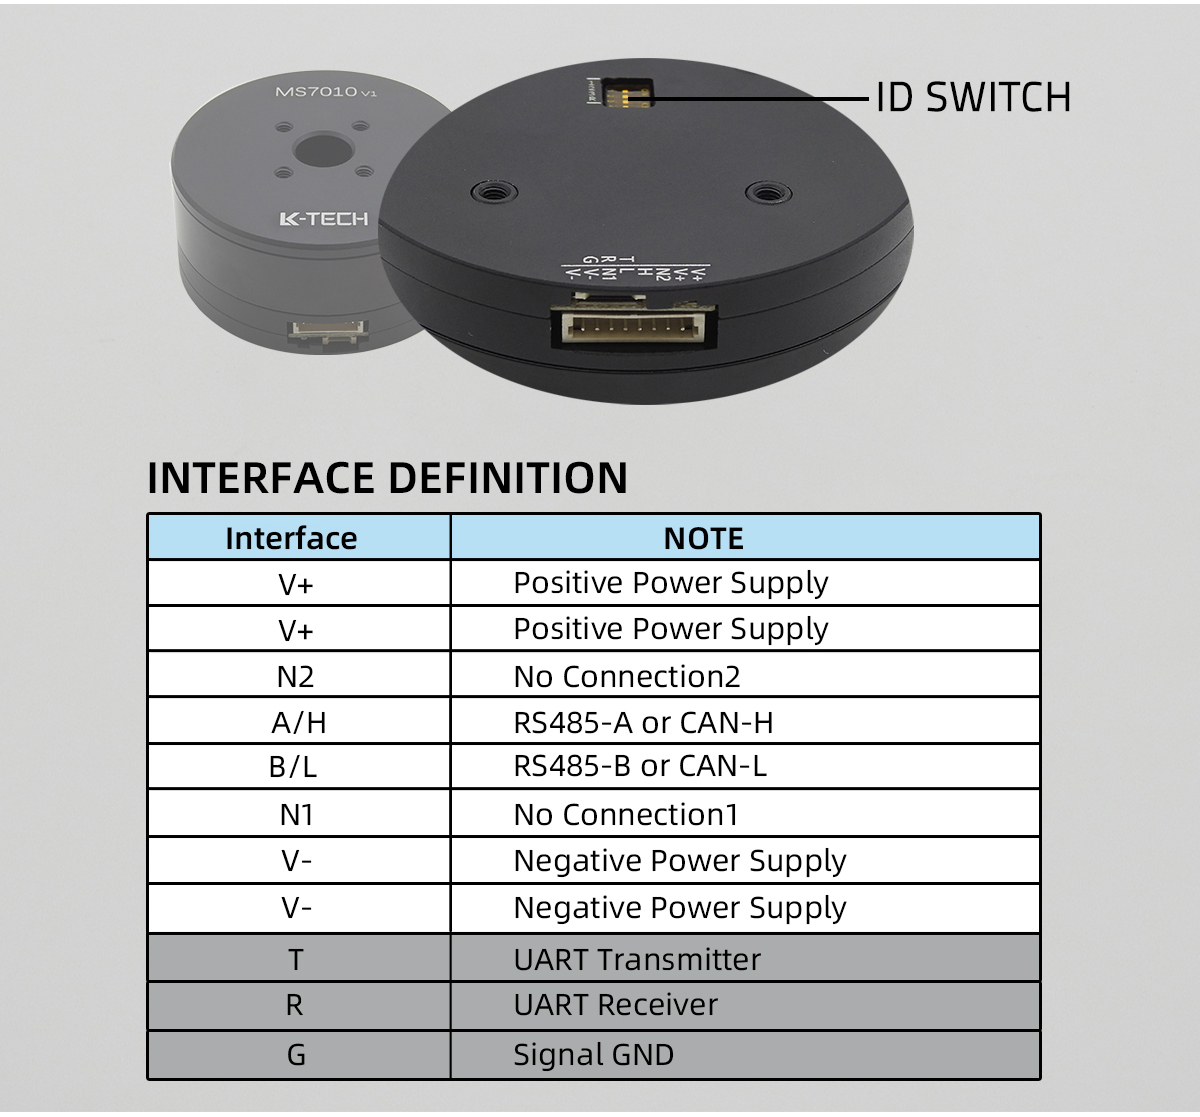 MS7010 V1
K-TECH
ID SWITCH
G R T
V- V- N1 L H N2 V+ V+
INTERFACE DEFINITION
Interface NOTE
V+ Positive Power Supply
V+ Positive Power Supply
N2 No Connection2
A/H RS485-A or CAN-H
B/L RS485-B or CAN-L
N1 No Connection1
V- Negative Power Supply
V- Negative Power Supply
T UART Transmitter
R UART Receiver
G Signal GND